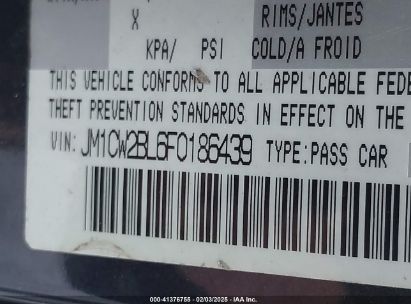 RIMS/JANTES
X
KPA/ PSI COLD/A FROID
THIS VEHICLE CONFORMS TO ALL APPLICABLE FEDE
THEFT PREVENTION STANDARDS IN EFFECT ON THE
VIN: JM1CW2BL6F0186439 TYPE:PASS CAR
000-41376755 - 02/03/2025 - IAA Inc.